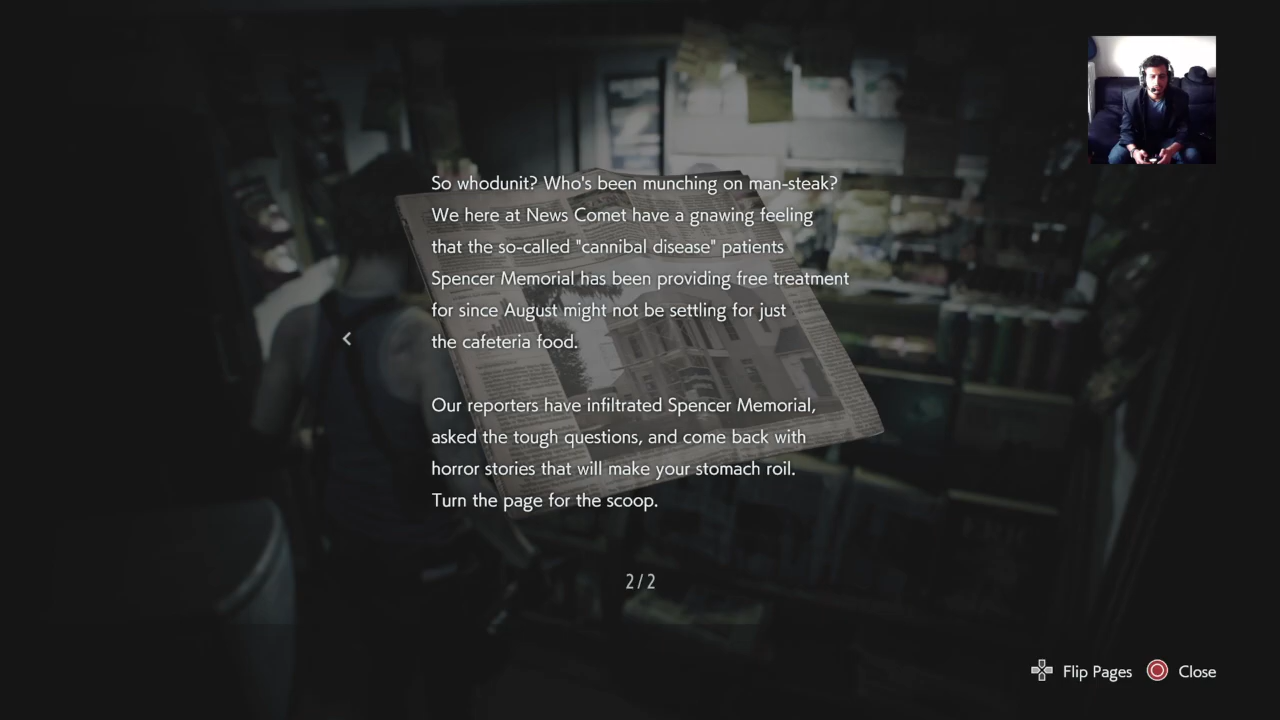 So whodunit? Who's been munching on man-steak?
We here at News Comet have a gnawing feeling
that the so-called "cannibal disease" patients
Spencer Memorial has been providing free treatment
for since August might not be settling for just
the cafeteria food.
Our reporters have infiltrated Spencer Memorial,
asked the tough questions, and come back with
horror stories that will make your stomach roil.
Turn the page for the scoop.
2/2
Flip Pages Close